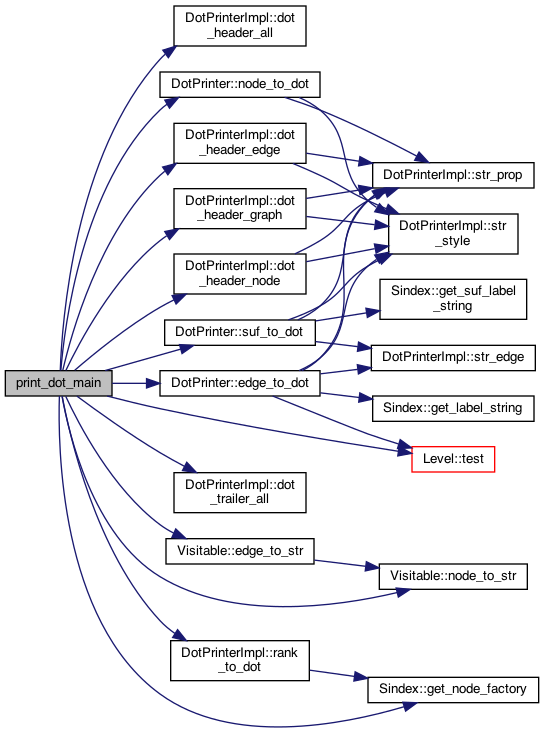 DotPrinterImpl::dot
_header_all
DotPrinter::node_to_dot
DotPrinterImpl::dot
_header_edge
DotPrinterImpl::str_prop
DotPrinterImpl::dot
_header_graph
DotPrinterImpl::str
_style
DotPrinterImpl::dot
_header_node
Sindex::get_suf_label
_string
DotPrinter::suf_to_dot
DotPrinterImpl::str_edge
print_dot_main
DotPrinter::edge_to_dot
Sindex::get_label_string
Level::test
DotPrinterImpl::dot
_trailer_all
Visitable::edge_to_str
Visitable::node_to_str
DotPrinterImpl::rank
_to_dot
Sindex::get_node_factory